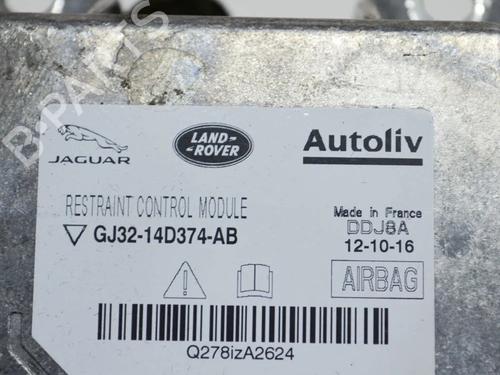 B-PARTS
JAGUAR
LAND-
ROVER
Autoliv
RESTRAINT CONTROL MODULE
GJ32-14D374-AB
Made in France
DDJ8A
12-10-16
AIRBAG
Q278izA2624